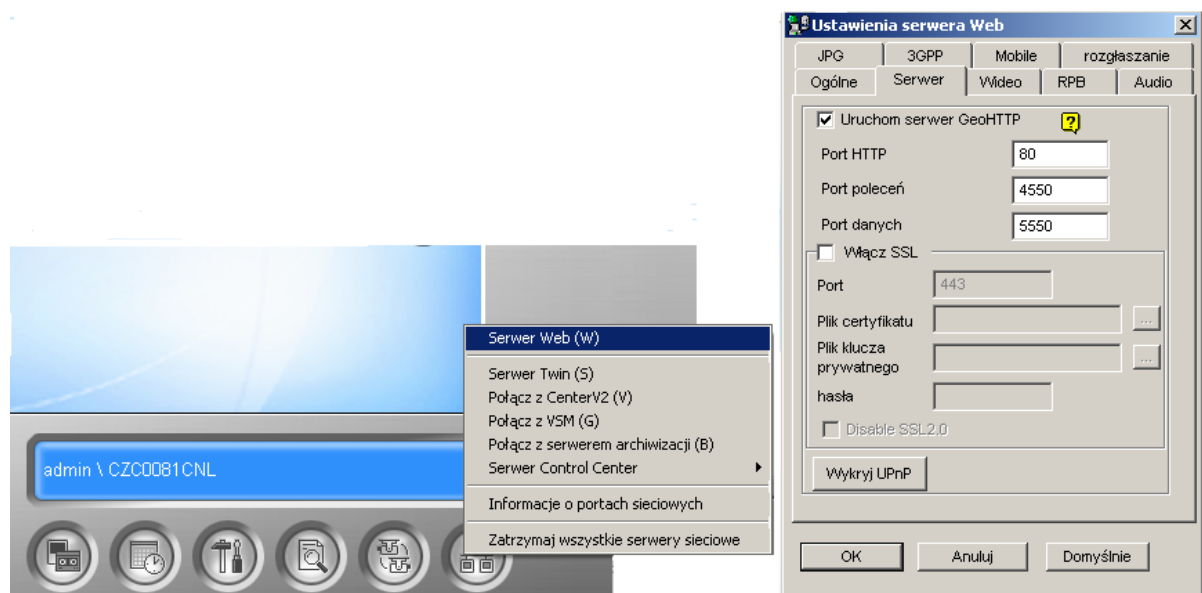 Serwer Web (W)
Serwer Twin (S)
Połącz z CenterV2 (V)
Połącz z VSM (G)
Połącz z serwerem archiwizacji (B)
Serwer Control Center
Informacje o portach sieciowych
Zatrzymaj wszystkie serwery sieciowe
admin \ CZC0081CNL
Ustawienia serwera Web
JPG 3GPP Mobile rozgłaszanie
Ogólne Serwer Wideo RPB Audio
Uruchom serwer GeoHTTP ?
Port HTTP 80
Port poleceń 4550
Port danych 5550
Włącz SSL
Port 443
Plik certyfikatu ...
Plik klucza
prywatnego ...
hasła
Disable SSL2.0
Wykryj UPnP
OK Anuluj Domyślnie